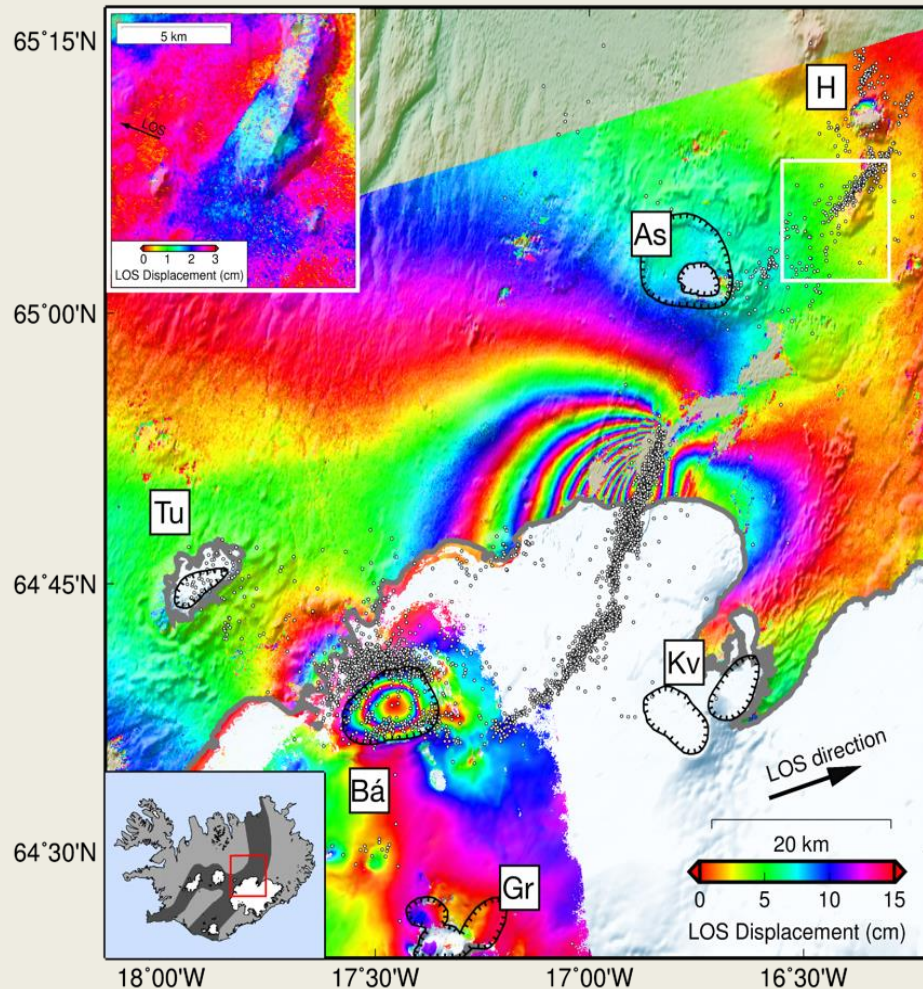 65°15'N
65°00'N
64°45'N
64°30'N
18°00'W
17°30'W
17°00'W
16°30'W
5 km
LOS
0 1 2 3
LOS Displacement (cm)
H
As
Tu
Kv
Bá
Gr
LOS direction
20 km
0 5 10 15
LOS Displacement (cm)